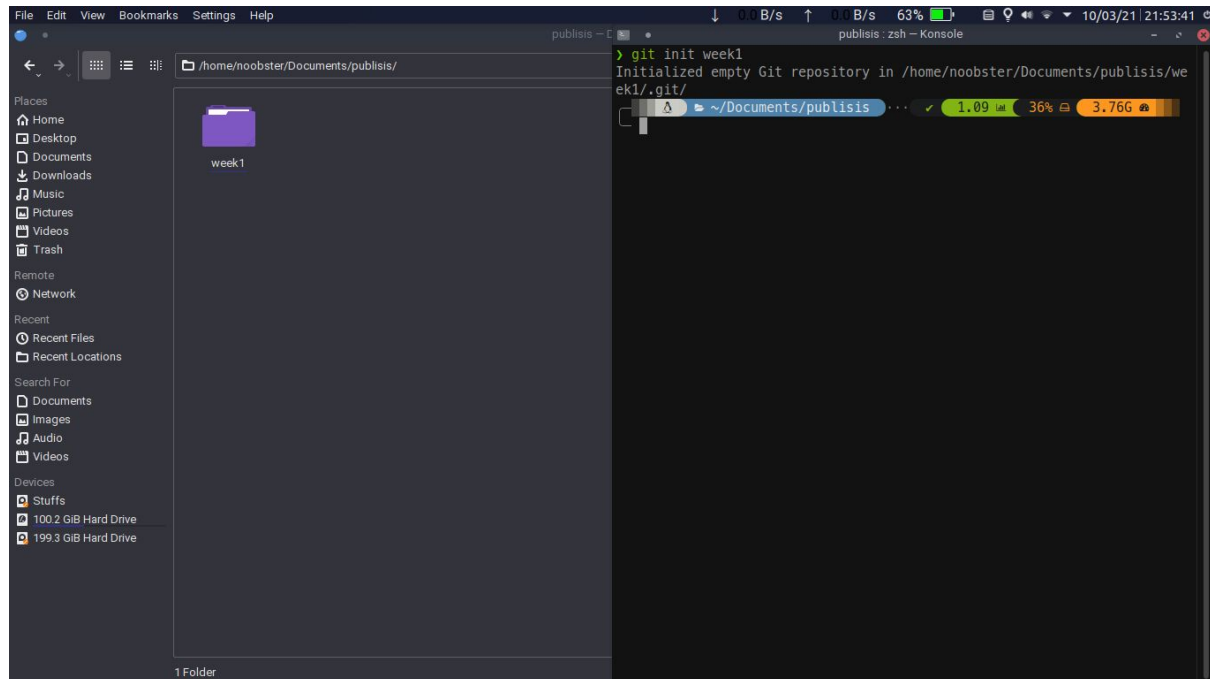 File Edit View Bookmarks Settings Help
↓ 0.0 B/s ↑ 0.0 B/s 63% 10/03/21 21:53:41
publisis — D
/home/noobster/Documents/publisis/
Places
Home
Desktop
Documents
Downloads
Music
Pictures
Videos
Trash
Remote
Network
Recent
Recent Files
Recent Locations
Search For
Documents
Images
Audio
Videos
Devices
Stuffs
100.2 GiB Hard Drive
199.3 GiB Hard Drive
week1
1 Folder
publisis : zsh — Konsole
❯ git init week1
Initialized empty Git repository in /home/noobster/Documents/publisis/we
ek1/.git/
~/Documents/publisis ··· ✔ 1.09 36% 3.76G